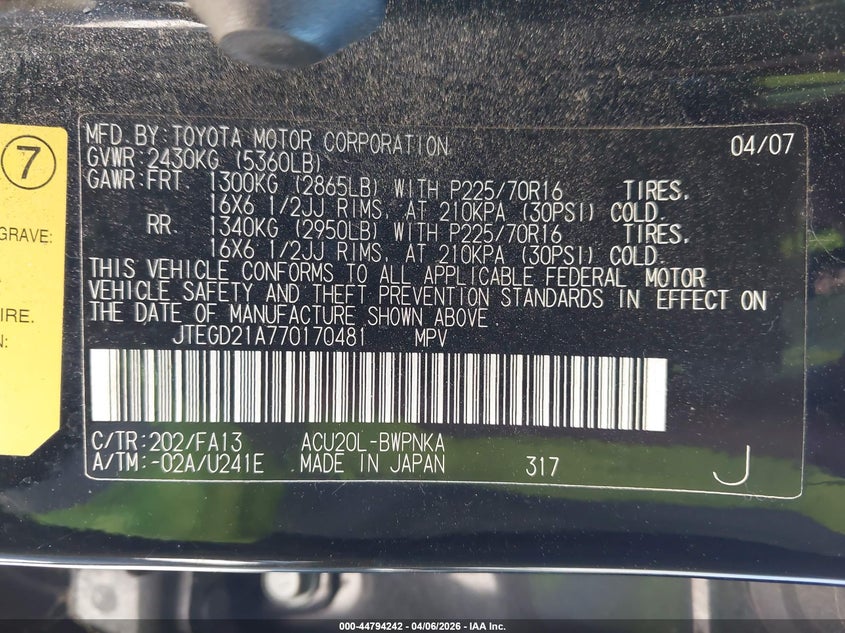 7
GRAVE:
IRE.
N:
MFD.BY:TOYOTA MOTOR CORPORATION 04/07
GVWR:2430KG (5360LB)
GAWR:FRT 1300KG (2865LB) WITH P225/70R16 TIRES,
16X6 1/2JJ RIMS, AT 210KPA (30PSI) COLD.
RR 1340KG (2950LB) WITH P225/70R16 TIRES,
16X6 1/2JJ RIMS, AT 210KPA (30PSI) COLD.
THIS VEHICLE CONFORMS TO ALL APPLICABLE FEDERAL MOTOR
VEHICLE SAFETY AND THEFT PREVENTION STANDARDS IN EFFECT ON
THE DATE OF MANUFACTURE SHOWN ABOVE
JTEGD21A770170481 MPV
C/TR:202/FA13 ACU20L-BWPNKA
A/TM:-02A/U241E MADE IN JAPAN 317 J
000-44794242 - 04/06/2026 - IAA Inc.